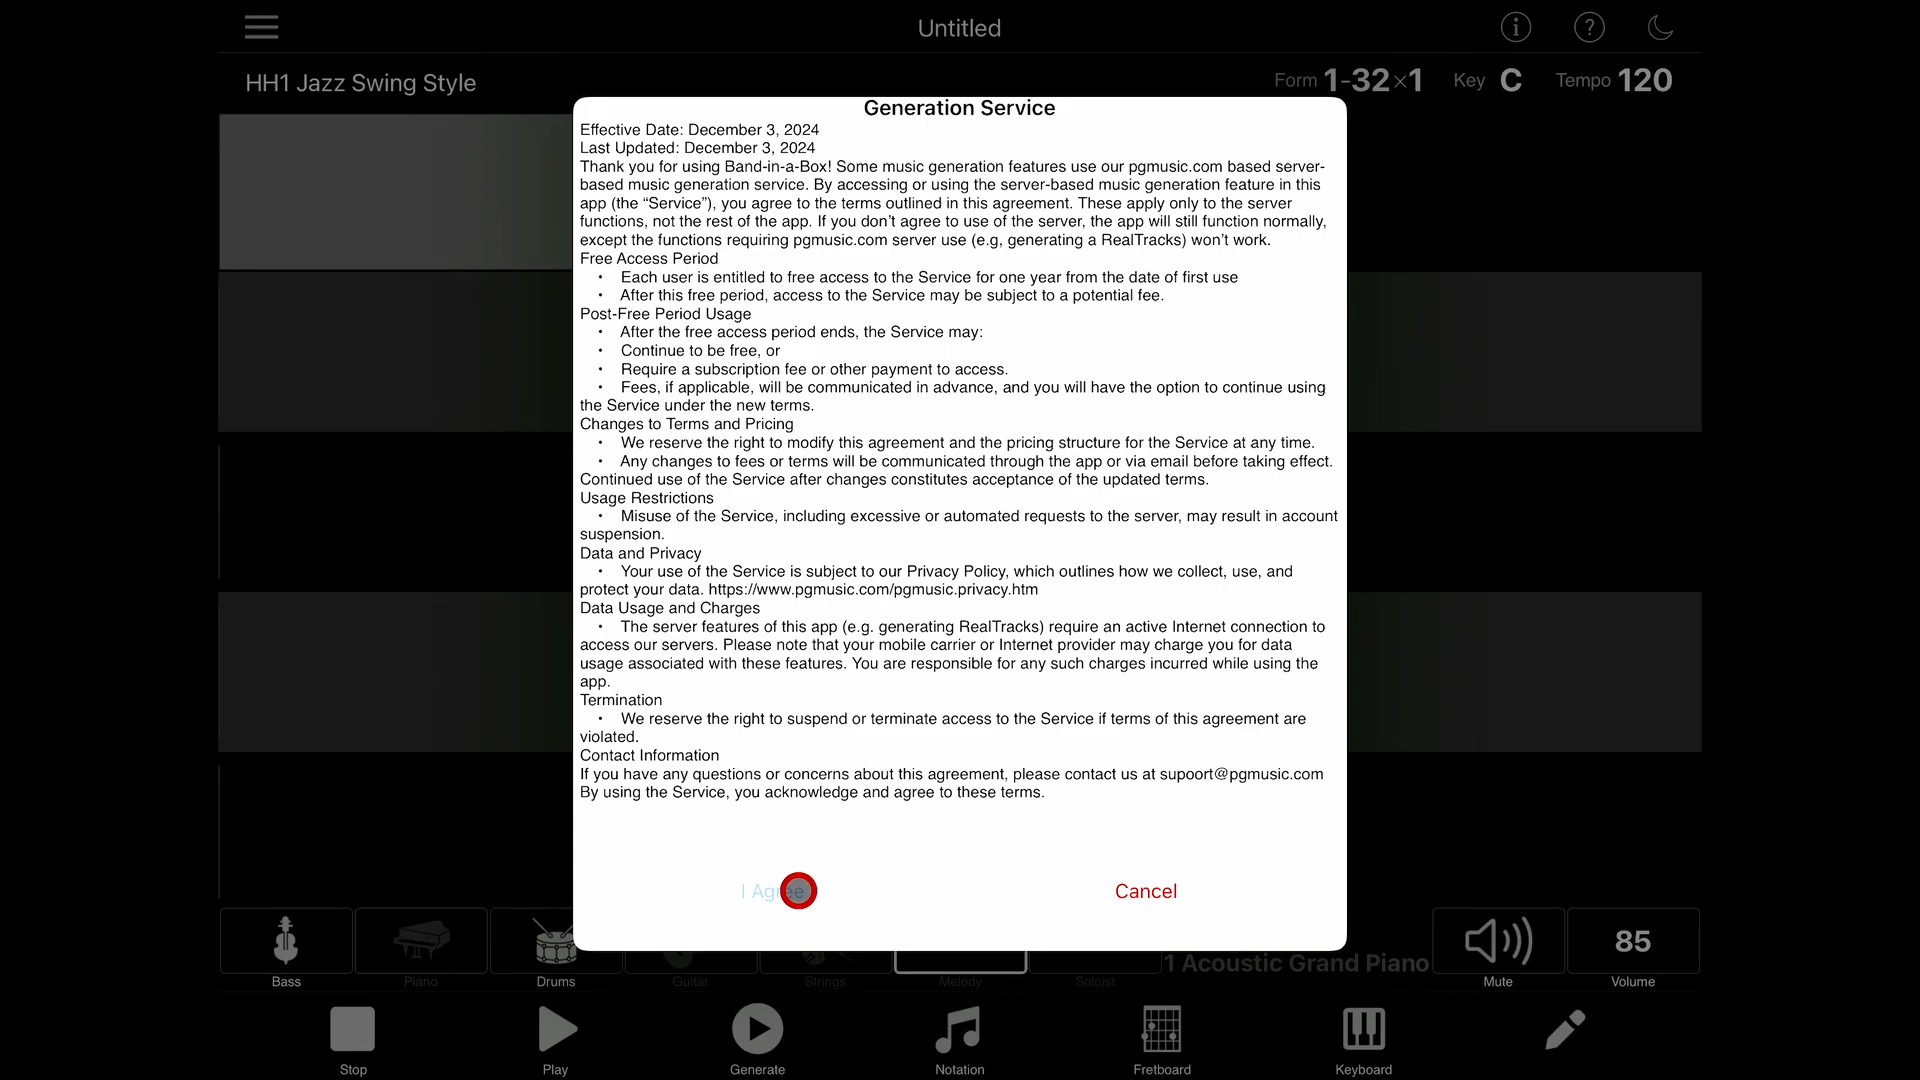 Untitled
HH1 Jazz Swing Style
Form 1-32×1 Key C Tempo 120
Generation Service
Effective Date: December 3, 2024
Last Updated: December 3, 2024
Thank you for using Band-in-a-Box! Some music generation features use our pgmusic.com based server-
based music generation service. By accessing or using the server-based music generation feature in this
app (the “Service”), you agree to the terms outlined in this agreement. These apply only to the server
functions, not the rest of the app. If you don’t agree to use of the server, the app will still function normally,
except the functions requiring pgmusic.com server use (e.g, generating a RealTracks) won’t work.
Free Access Period
• Each user is entitled to free access to the Service for one year from the date of first use
• After this free period, access to the Service may be subject to a potential fee.
Post-Free Period Usage
• After the free access period ends, the Service may:
• Continue to be free, or
• Require a subscription fee or other payment to access.
• Fees, if applicable, will be communicated in advance, and you will have the option to continue using
the Service under the new terms.
Changes to Terms and Pricing
• We reserve the right to modify this agreement and the pricing structure for the Service at any time.
• Any changes to fees or terms will be communicated through the app or via email before taking effect.
Continued use of the Service after changes constitutes acceptance of the updated terms.
Usage Restrictions
• Misuse of the Service, including excessive or automated requests to the server, may result in account
suspension.
Data and Privacy
• Your use of the Service is subject to our Privacy Policy, which outlines how we collect, use, and
protect your data. https://www.pgmusic.com/pgmusic.privacy.htm
Data Usage and Charges
• The server features of this app (e.g. generating RealTracks) require an active Internet connection to
access our servers. Please note that your mobile carrier or Internet provider may charge you for data
usage associated with these features. You are responsible for any such charges incurred while using the
app.
Termination
• We reserve the right to suspend or terminate access to the Service if terms of this agreement are
violated.
Contact Information
If you have any questions or concerns about this agreement, please contact us at supoort@pgmusic.com
By using the Service, you acknowledge and agree to these terms.
I Agree Cancel
1 Acoustic Grand Piano 85
Bass Piano Drums Guitar Strings Melody Soloist Mute Volume
Stop Play Generate Notation Fretboard Keyboard